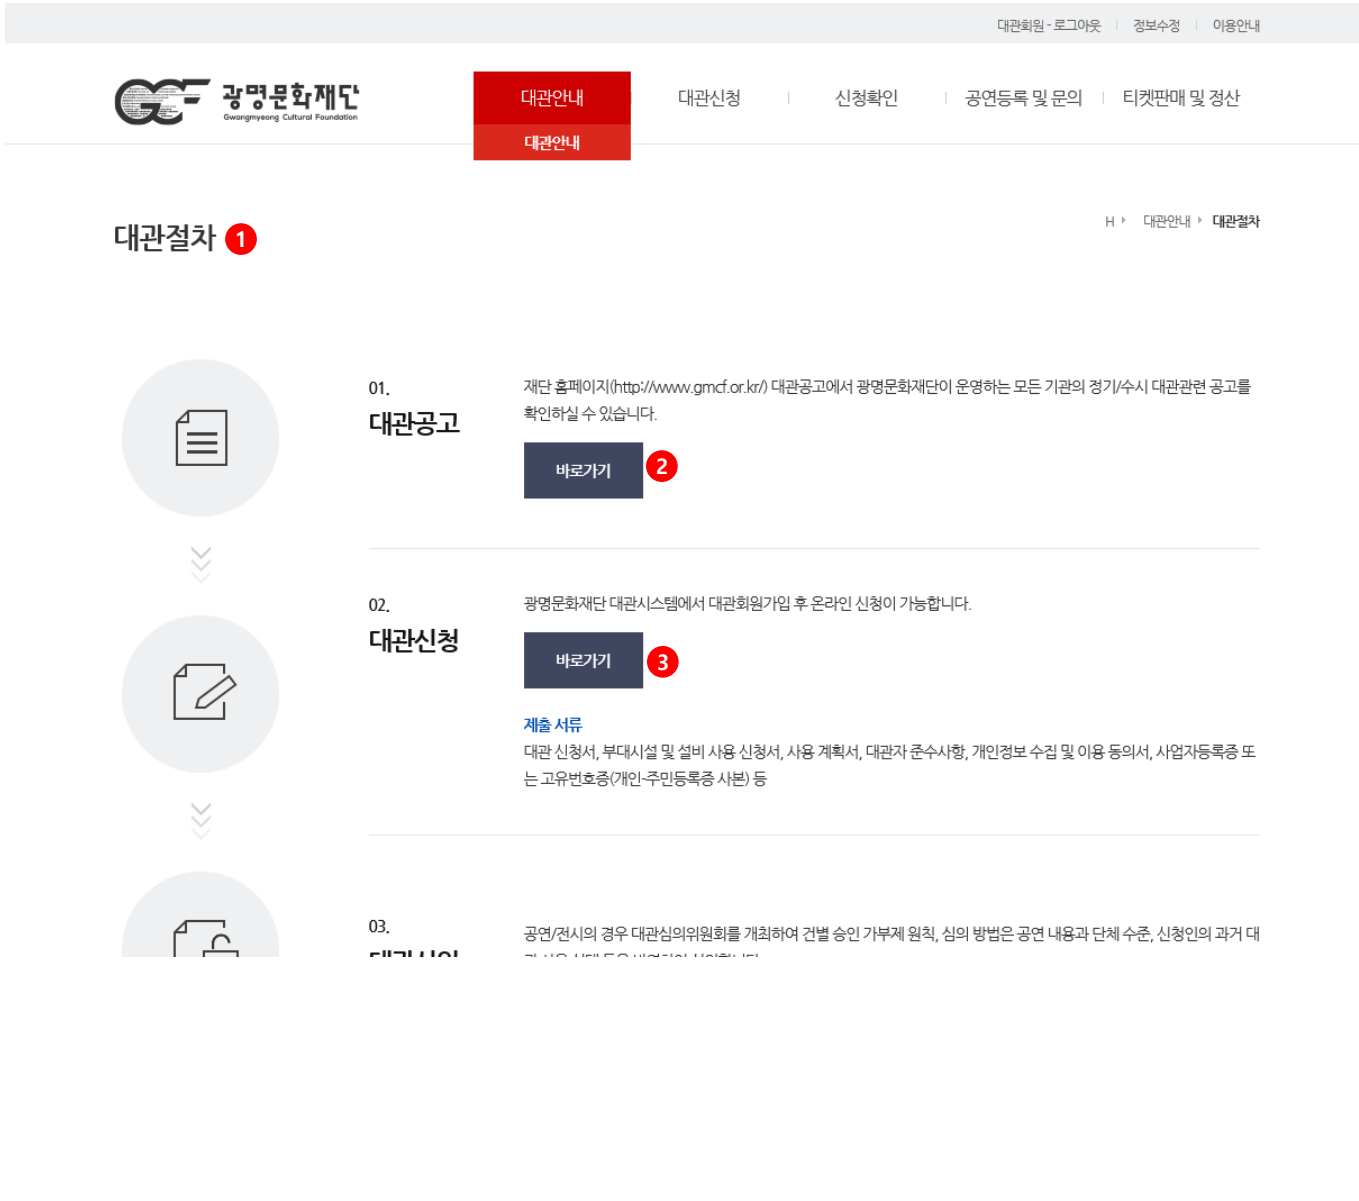 대관회원 - 로그아웃 정보수정 이용안내
GCF 광명문화재단
Gwangmyeong Cultural Foundation
대관안내 대관신청 신청확인 공연등록 및 문의 티켓판매 및 정산
대관안내
H 대관안내 대관절차
대관절차 1
01.
대관공고
재단 홈페이지(http://www.gmcf.or.kr/) 대관공고에서 광명문화재단이 운영하는 모든 기관의 정기/수시 대관관련 공고를
확인하실 수 있습니다.
바로가기 2
02.
대관신청
광명문화재단 대관시스템에서 대관회원가입 후 온라인 신청이 가능합니다.
바로가기 3
제출 서류
대관 신청서, 부대시설 및 설비 사용 신청서, 사용 계획서, 대관자 준수사항, 개인정보 수집 및 이용 동의서, 사업자등록증 또
는 고유번호증(개인-주민등록증 사본) 등
03.
공연/전시의 경우 대관심의위원회를 개최하여 건별 승인 가부제 원칙, 심의 방법은 공연 내용과 단체 수준, 신청인의 과거 대